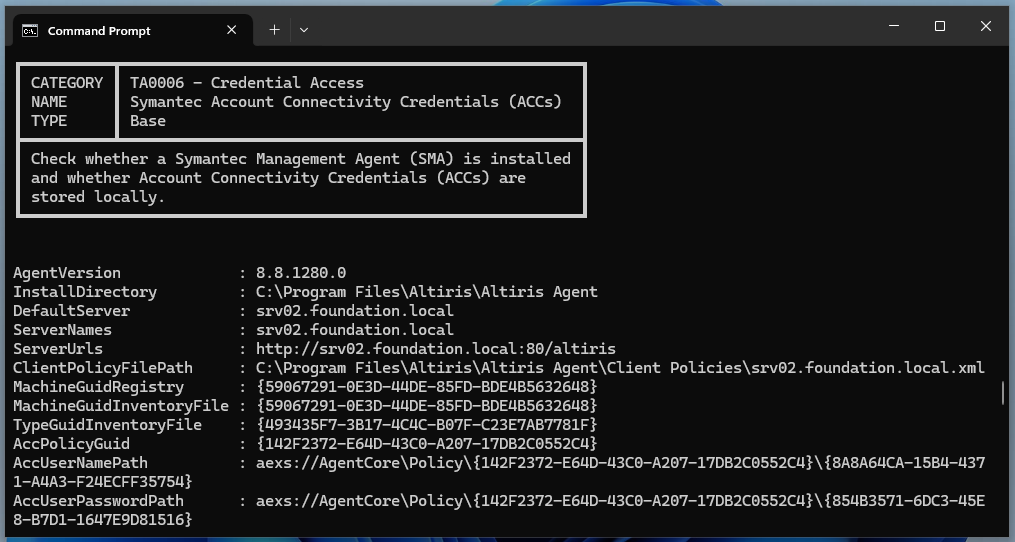 Command Prompt
CATEGORY TA0006 – Credential Access
NAME Symantec Account Connectivity Credentials (ACCs)
TYPE Base
Check whether a Symantec Management Agent (SMA) is installed
and whether Account Connectivity Credentials (ACCs) are
stored locally.
AgentVersion : 8.8.1280.0
InstallDirectory : C:\Program Files\Altiris\Altiris Agent
DefaultServer : srv02.foundation.local
ServerNames : srv02.foundation.local
ServerUrls : http://srv02.foundation.local:80/altiris
ClientPolicyFilePath : C:\Program Files\Altiris\Altiris Agent\Client Policies\srv02.foundation.local.xml
MachineGuidRegistry : {59067291-0E3D-44DE-85FD-BDE4B5632648}
MachineGuidInventoryFile : {59067291-0E3D-44DE-85FD-BDE4B5632648}
TypeGuidInventoryFile : {493435F7-3B17-4C4C-B07F-C23E7AB7781F}
AccPolicyGuid : {142F2372-E64D-43C0-A207-17DB2C0552C4}
AccUserNamePath : aexs://AgentCore\Policy\{142F2372-E64D-43C0-A207-17DB2C0552C4}\{8A8A64CA-15B4-437
1-A4A3-F24ECFF35754}
AccUserPasswordPath : aexs://AgentCore\Policy\{142F2372-E64D-43C0-A207-17DB2C0552C4}\{854B3571-6DC3-45E
8-B7D1-1647E9D81516}